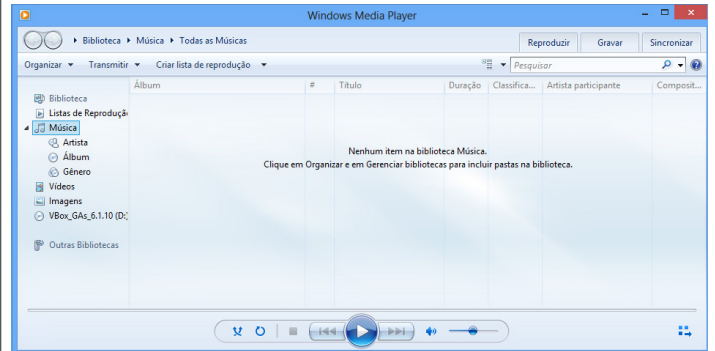 Windows Media Player
Biblioteca Música Todas as Músicas
Reproduzir Gravar Sincronizar
Organizar Transmitir Criar lista de reprodução Pesquisar
Álbum # Título Duração Classifica... Artista participante Composit...
Biblioteca
Listas de Reproduçã
Música
Artista
Álbum
Gênero
Vídeos
Imagens
VBox_GAs_6.1.10 (D:)
Outras Bibliotecas
Nenhum item na biblioteca Música.
Clique em Organizar e em Gerenciar bibliotecas para incluir pastas na biblioteca.